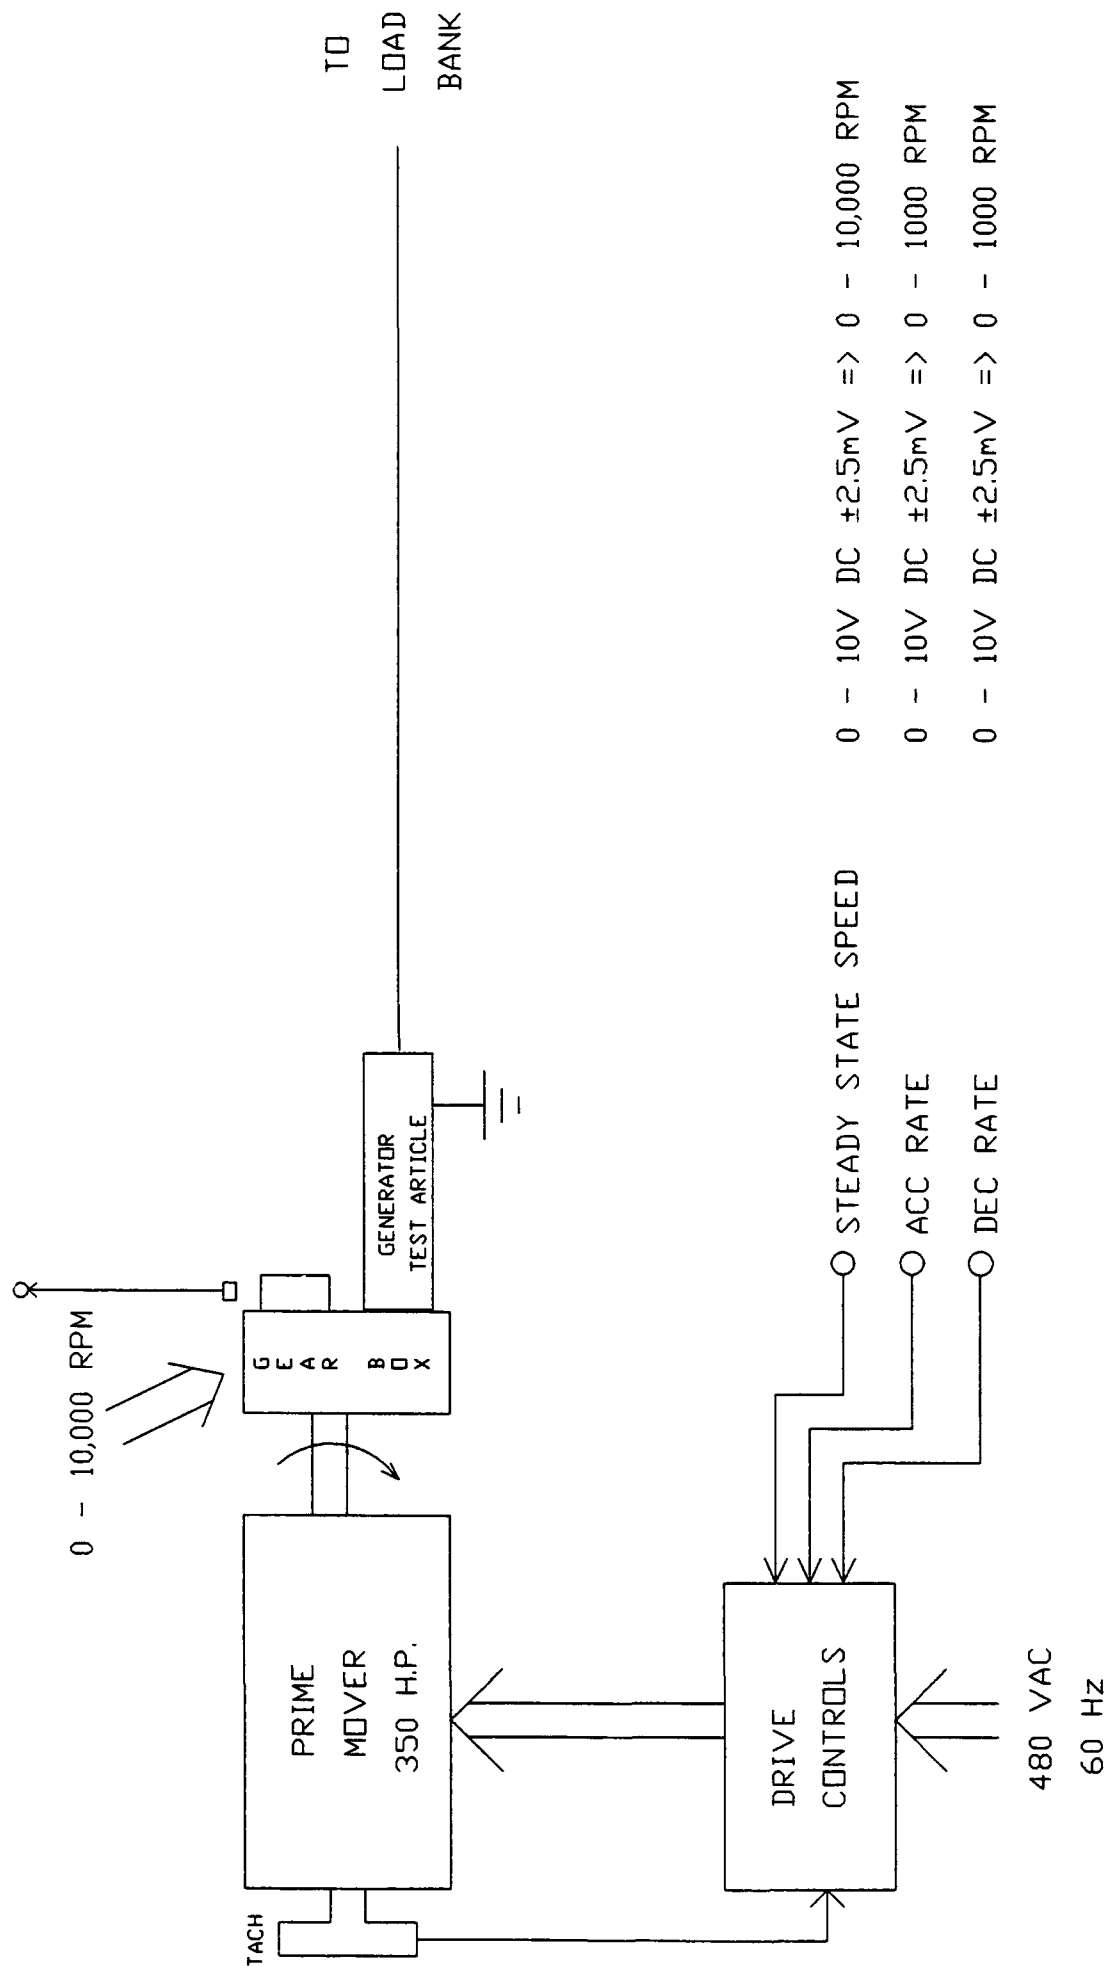 0 - 10,000 RPM
TO
LOAD
BANK
TACH
PRIME
MOVER
350 H.P.
GEAR
BOX
GENERATOR
TEST ARTICLE
DRIVE
CONTROLS
STEADY STATE SPEED
0 - 10V DC ±2.5mV => 0 - 10,000 RPM
ACC RATE
0 - 10V DC ±2.5mV => 0 - 1000 RPM
DEC RATE
0 - 10V DC ±2.5mV => 0 - 1000 RPM
480 VAC
60 Hz